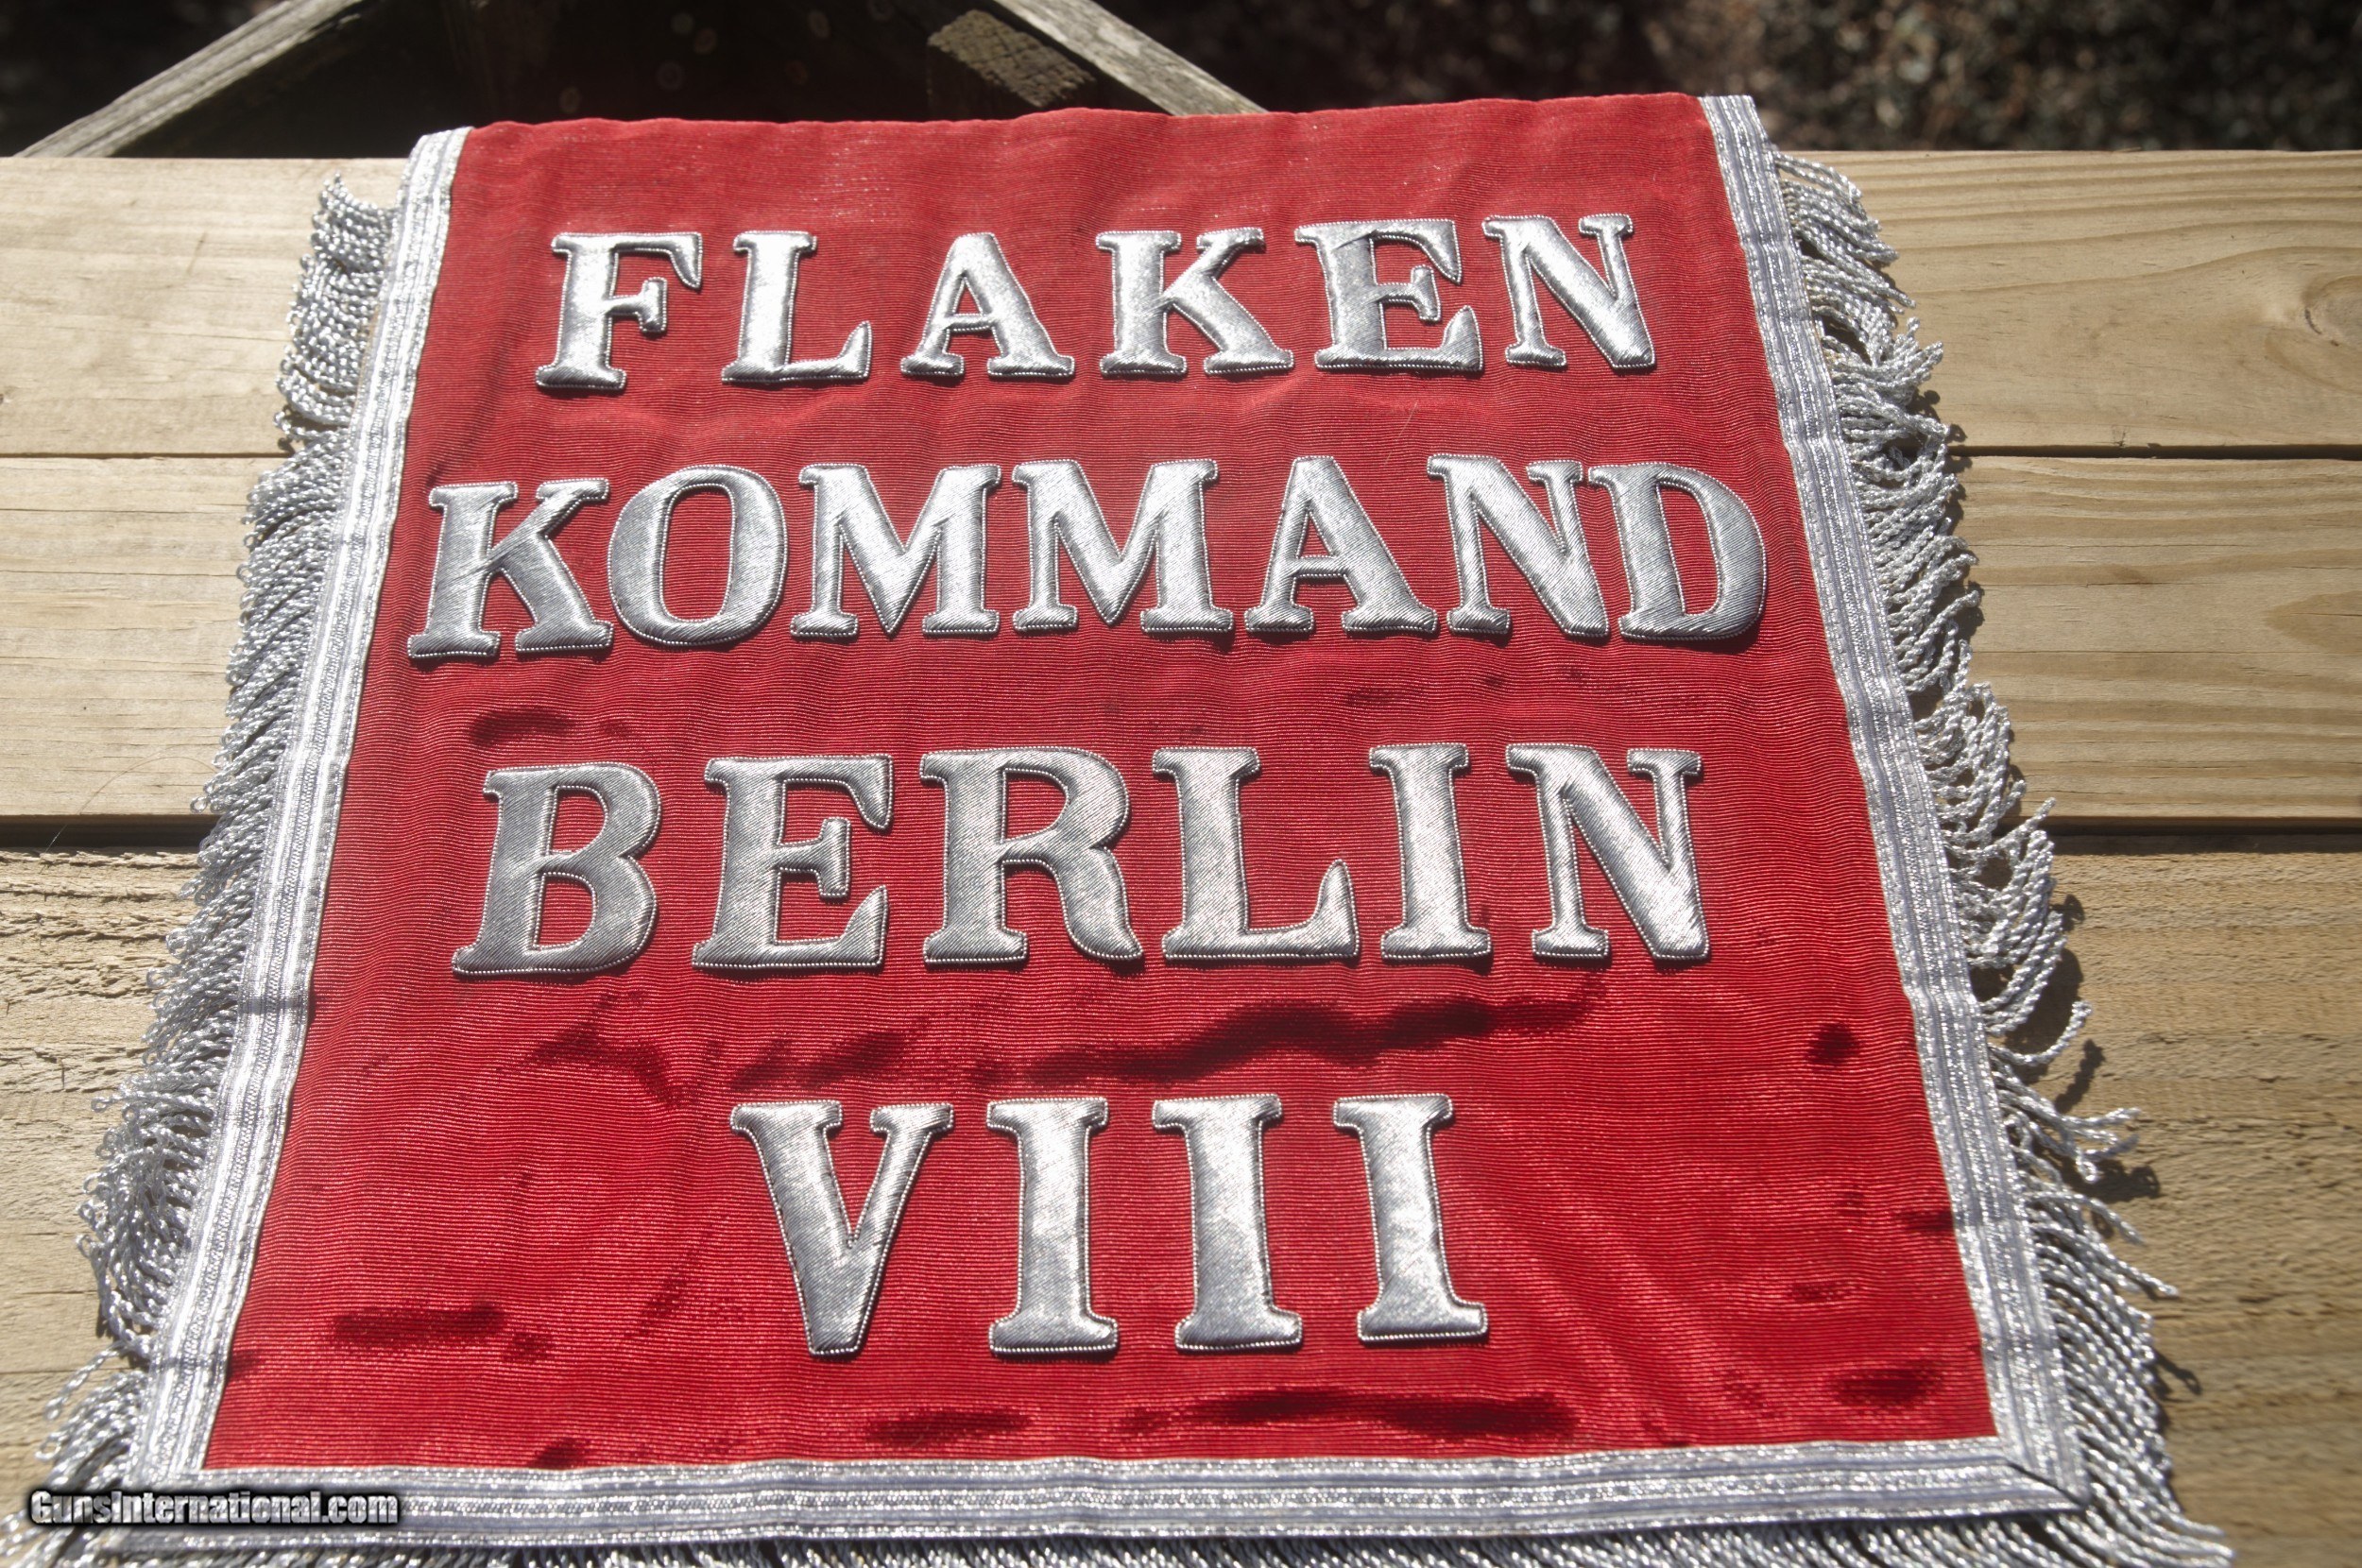 FLAKEN
KOMMAND
BERLIN
VIII
GunsInternational.com